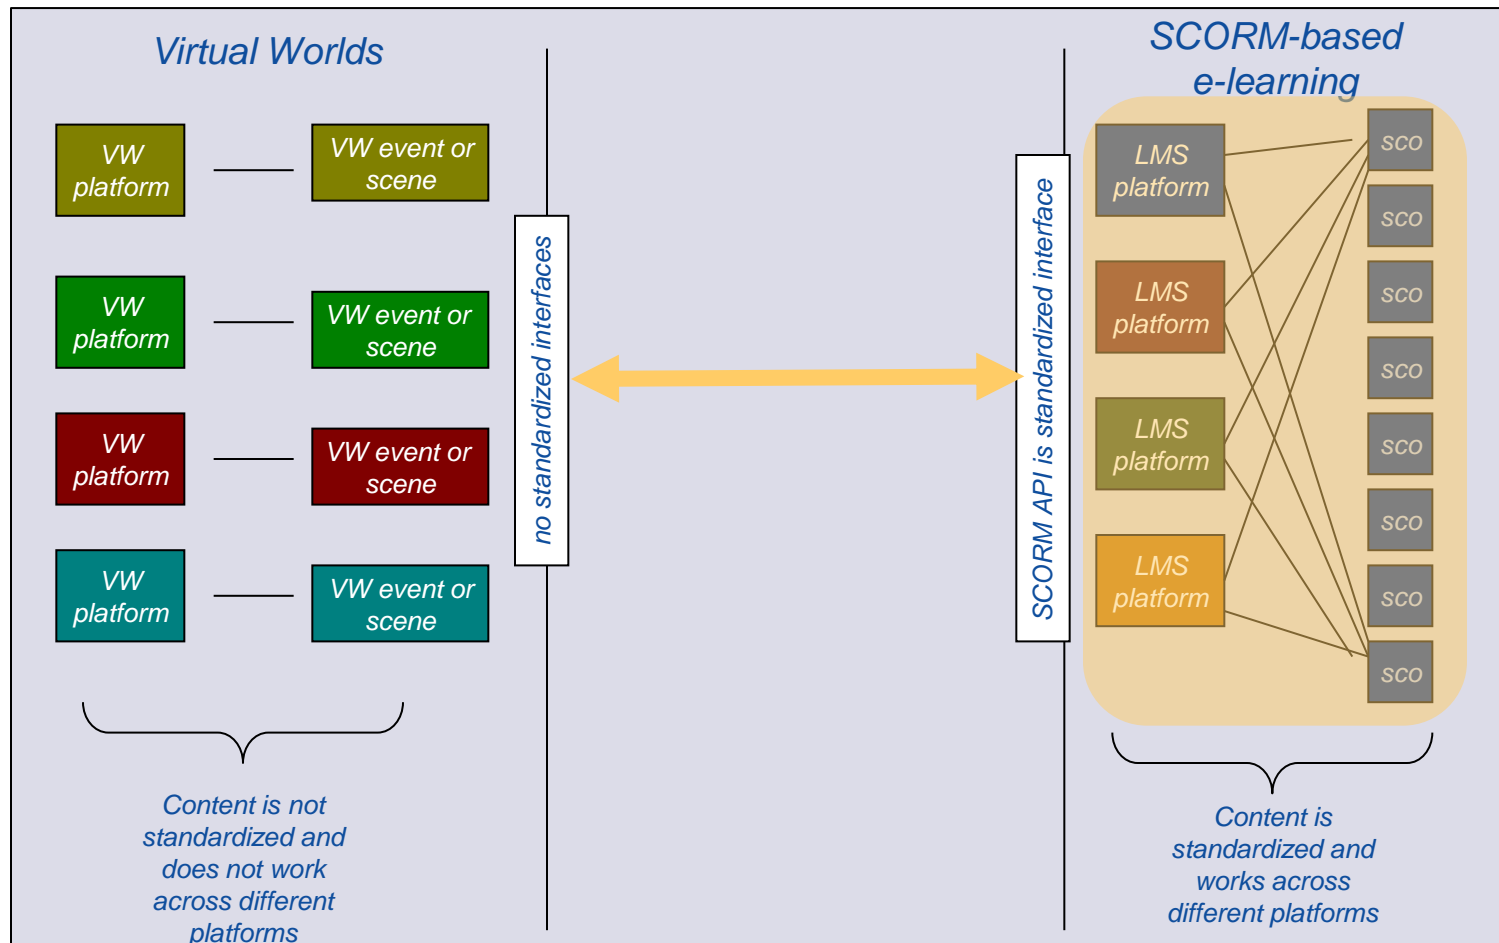 Virtual Worlds
VW
platform
VW event or
scene
VW
platform
VW event or
scene
VW
platform
VW event or
scene
VW
platform
VW event or
scene
Content is not
standardized and
does not work
across different
platforms
no standardized interfaces
SCORM API is standardized interface
SCORM-based
e-learning
LMS
platform
LMS
platform
LMS
platform
LMS
platform
sco
sco
sco
sco
sco
sco
sco
sco
Content is
standardized and
works across
different platforms